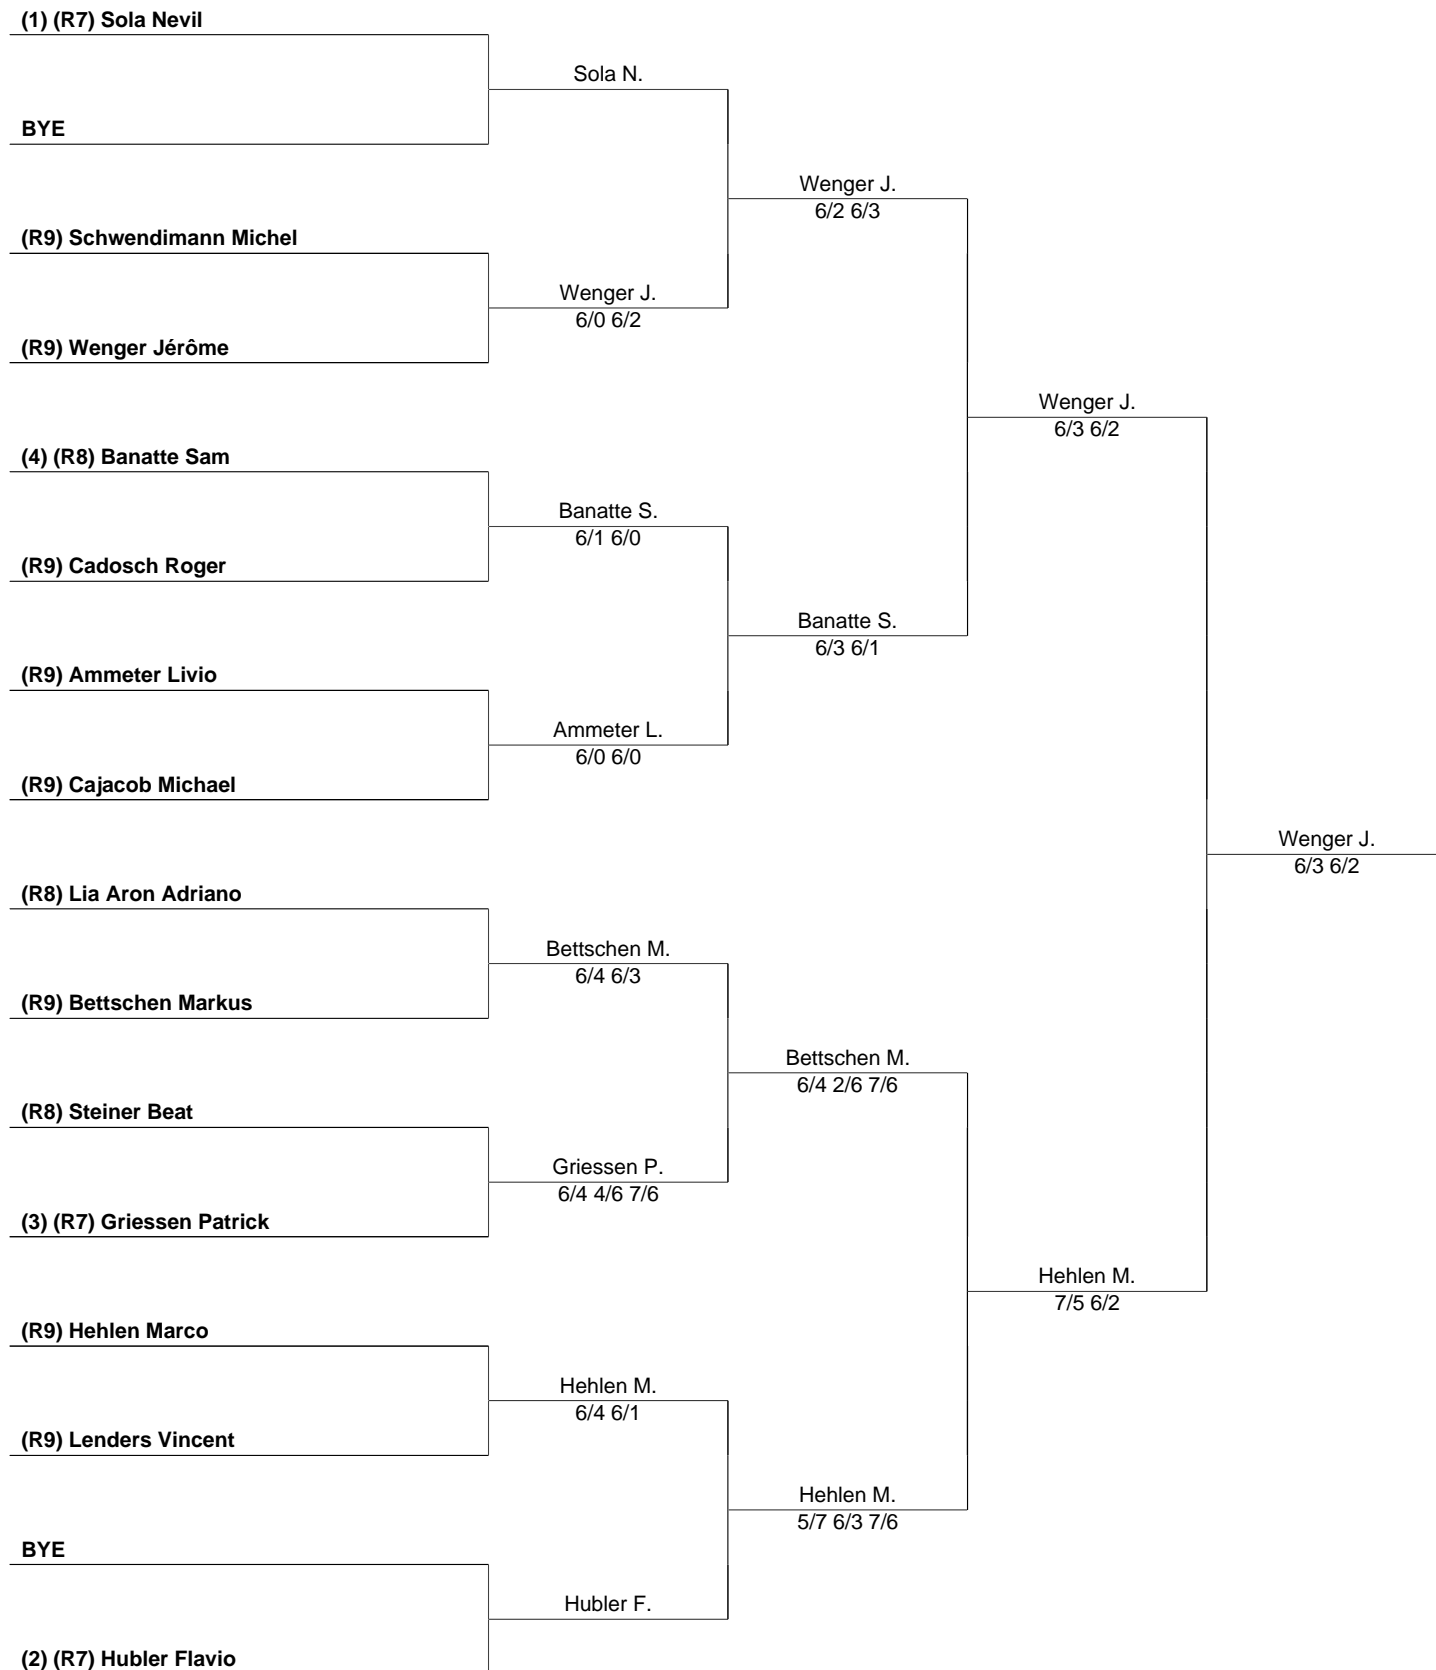 (1) (R7) Sola Nevil
Sola N.
BYE
Wenger J.
6/2 6/3
(R9) Schwendimann Michel
Wenger J.
6/0 6/2
(R9) Wenger Jérôme
Wenger J.
6/3 6/2
(4) (R8) Banatte Sam
Banatte S.
6/1 6/0
(R9) Cadosch Roger
Banatte S.
6/3 6/1
(R9) Ammeter Livio
Ammeter L.
6/0 6/0
(R9) Cajacob Michael
Wenger J.
6/3 6/2
(R8) Lia Aron Adriano
Bettschen M.
6/4 6/3
(R9) Bettschen Markus
Bettschen M.
6/4 2/6 7/6
(R8) Steiner Beat
Griessen P.
6/4 4/6 7/6
(3) (R7) Griessen Patrick
Hehlen M.
7/5 6/2
(R9) Hehlen Marco
Hehlen M.
6/4 6/1
(R9) Lenders Vincent
Hehlen M.
5/7 6/3 7/6
BYE
Hubler F.
(2) (R7) Hubler Flavio